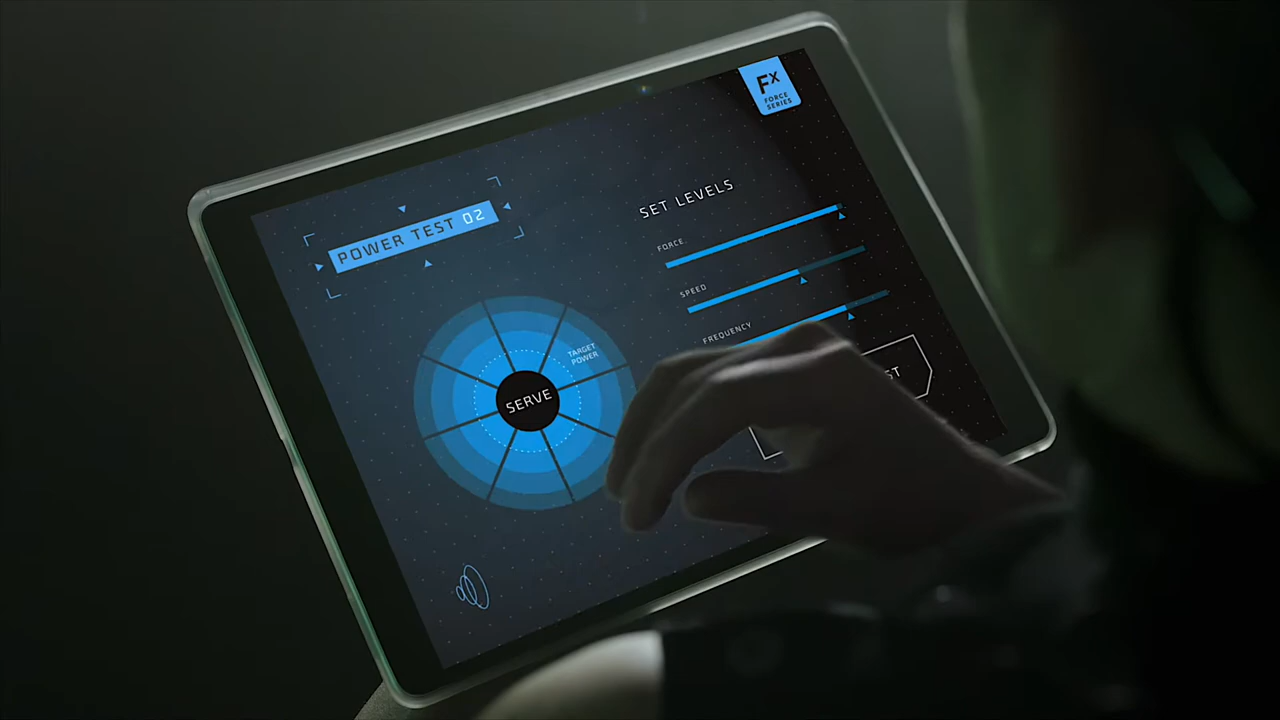 Fx
FORCE
SERIES
POWER TEST 02
SET LEVELS
FORCE
SPEED
FREQUENCY
TARGET
POWER
SERVE